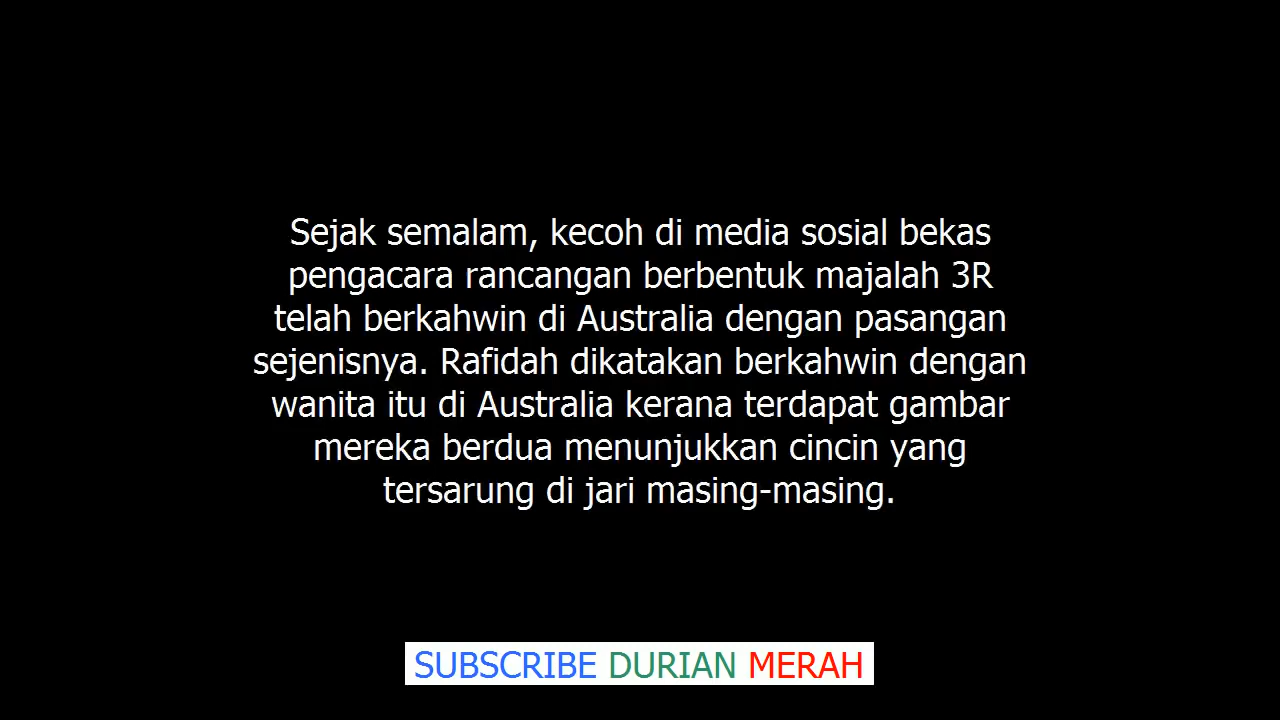 Sejak semalam, kecoh di media sosial bekas
pengacara rancangan berbentuk majalah 3R
telah berkahwin di Australia dengan pasangan
sejenisnya. Rafidah dikatakan berkahwin dengan
wanita itu di Australia kerana terdapat gambar
mereka berdua menunjukkan cincin yang
tersarung di jari masing-masing.
SUBSCRIBE DURIAN MERAH